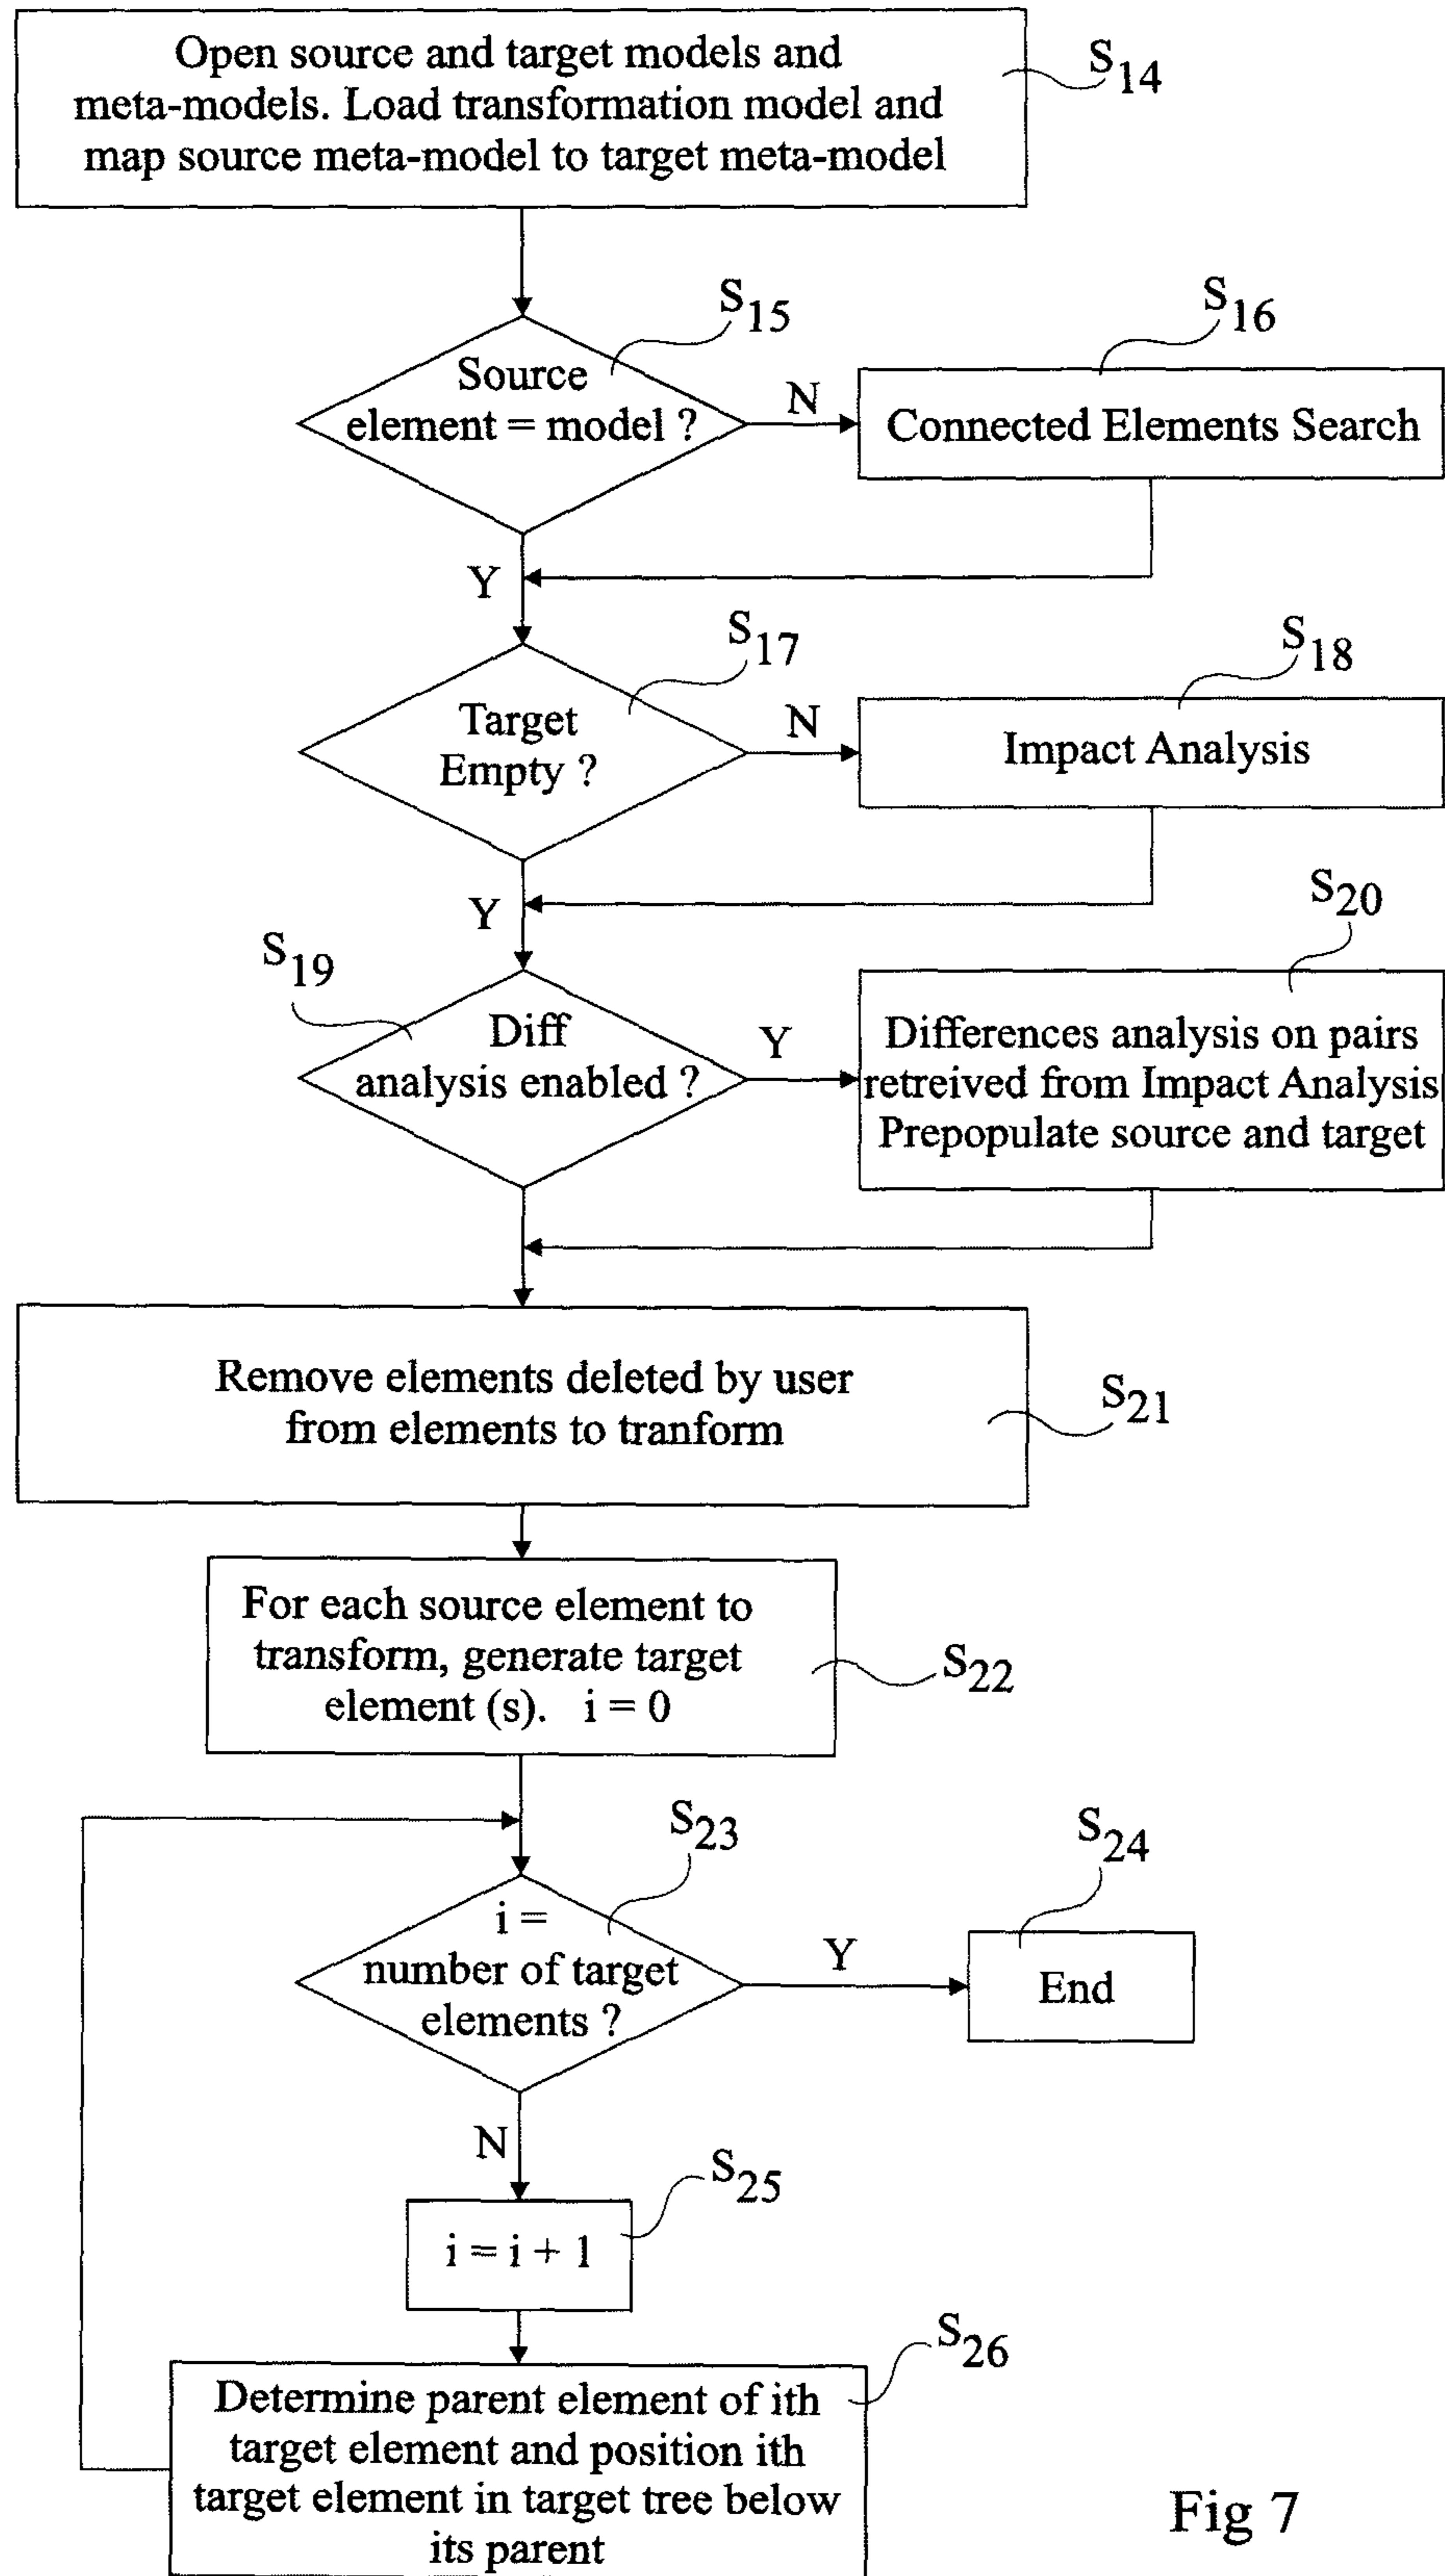 Open source and target models and
meta-models. Load transformation model and
map source meta-model to target meta-model
S14
Source
element = model ?
S15
N
Connected Elements Search
S16
Y
Target
Empty ?
S17
N
Impact Analysis
S18
Y
Diff
analysis enabled ?
S19
Y
Differences analysis on pairs
retreived from Impact Analysis
Prepopulate source and target
S20
Remove elements deleted by user
from elements to tranform
S21
For each source element to
transform, generate target
element (s). i = 0
S22
i =
number of target
elements ?
S23
Y
End
S24
N
i = i + 1
S25
Determine parent element of ith
target element and position ith
target element in target tree below
its parent
S26
Fig 7